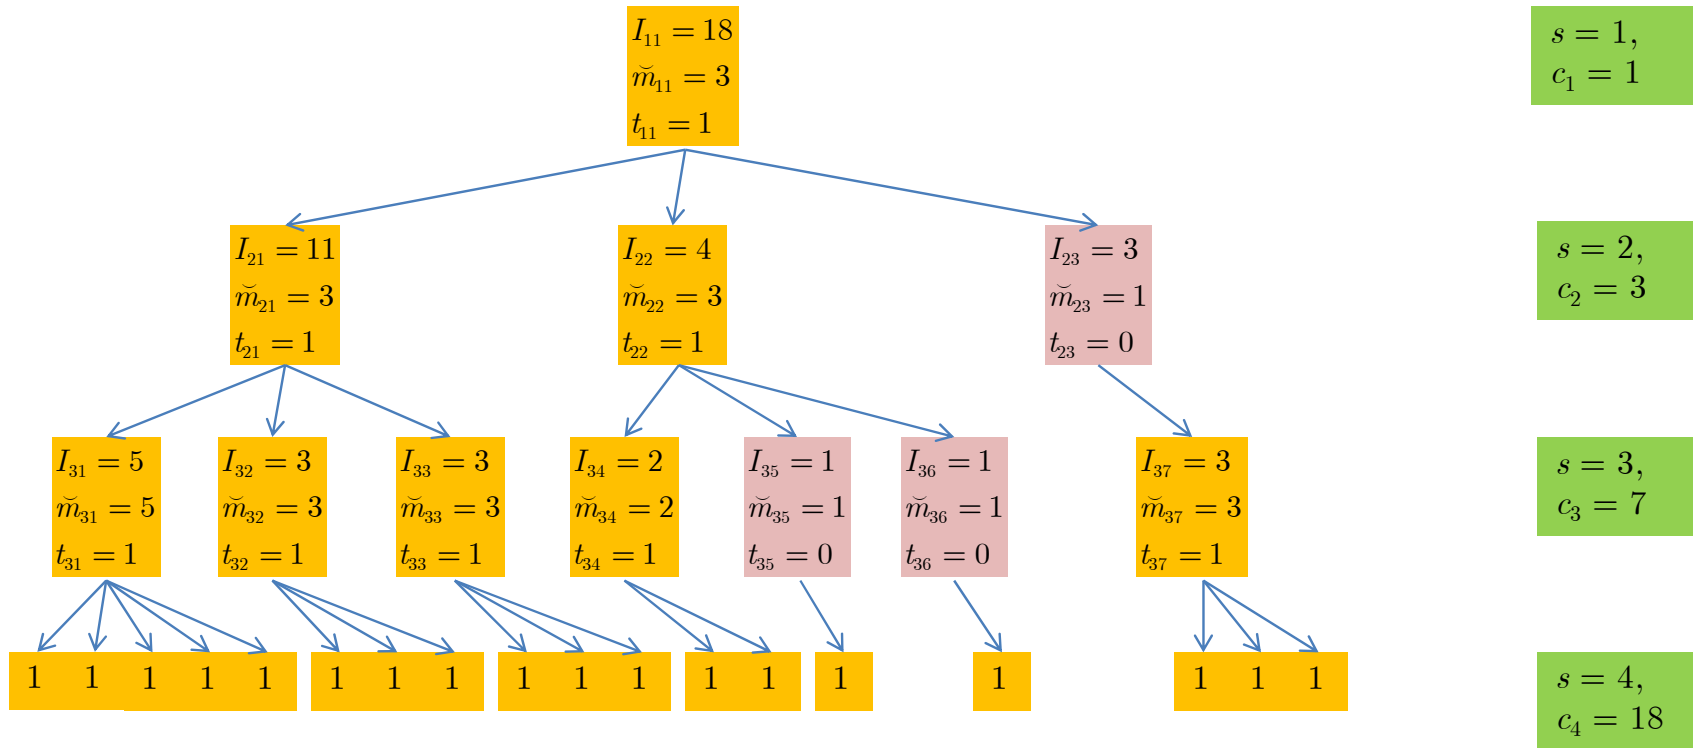 I₁₁ = 18
m̆₁₁ = 3
t₁₁ = 1
s = 1,
c₁ = 1
I₂₁ = 11
m̆₂₁ = 3
t₂₁ = 1
I₂₂ = 4
m̆₂₂ = 3
t₂₂ = 1
I₂₃ = 3
m̆₂₃ = 1
t₂₃ = 0
s = 2,
c₂ = 3
I₃₁ = 5
m̆₃₁ = 5
t₃₁ = 1
I₃₂ = 3
m̆₃₂ = 3
t₃₂ = 1
I₃₃ = 3
m̆₃₃ = 3
t₃₃ = 1
I₃₄ = 2
m̆₃₄ = 2
t₃₄ = 1
I₃₅ = 1
m̆₃₅ = 1
t₃₅ = 0
I₃₆ = 1
m̆₃₆ = 1
t₃₆ = 0
I₃₇ = 3
m̆₃₇ = 3
t₃₇ = 1
s = 3,
c₃ = 7
1 1 1 1 1
1 1 1
1 1 1
1 1
1
1
1 1 1
s = 4,
c₄ = 18